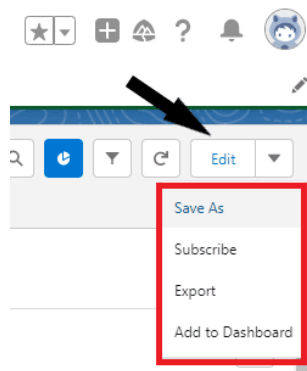 Edit
Save As
Subscribe
Export
Add to Dashboard